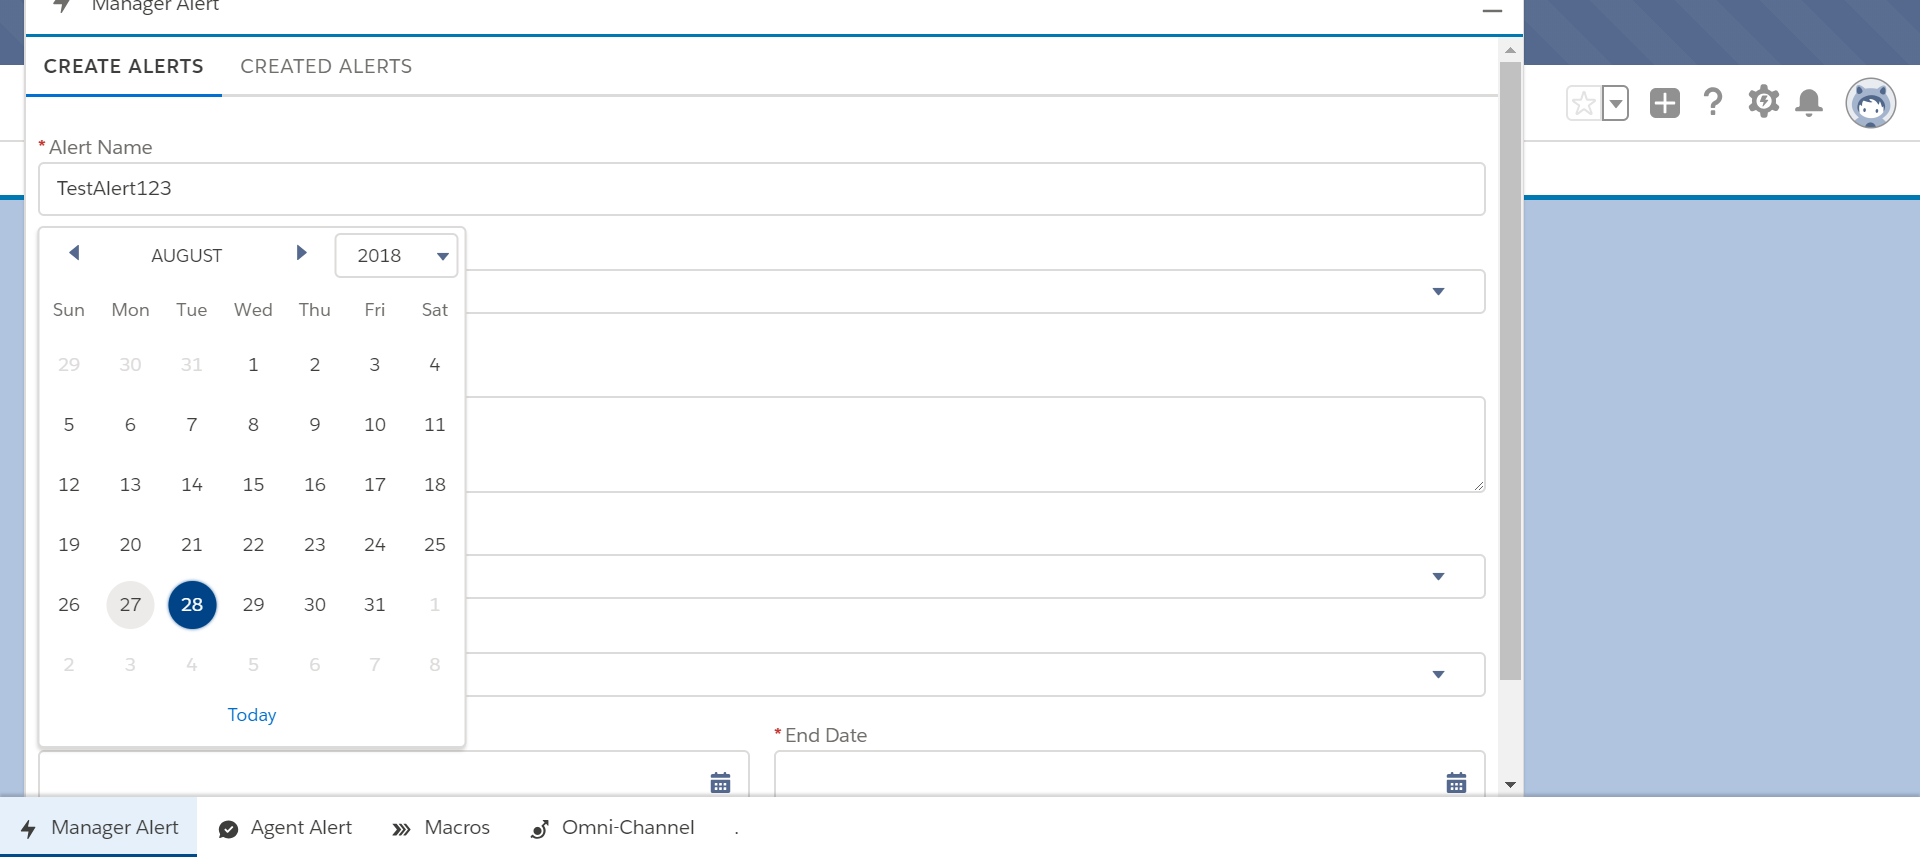 Manager Alert
CREATE ALERTS CREATED ALERTS
* Alert Name
TestAlert123
AUGUST 2018
Sun Mon Tue Wed Thu Fri Sat
29 30 31 1 2 3 4
5 6 7 8 9 10 11
12 13 14 15 16 17 18
19 20 21 22 23 24 25
26 27 28 29 30 31 1
2 3 4 5 6 7 8
Today
* End Date
Manager Alert Agent Alert Macros Omni-Channel .